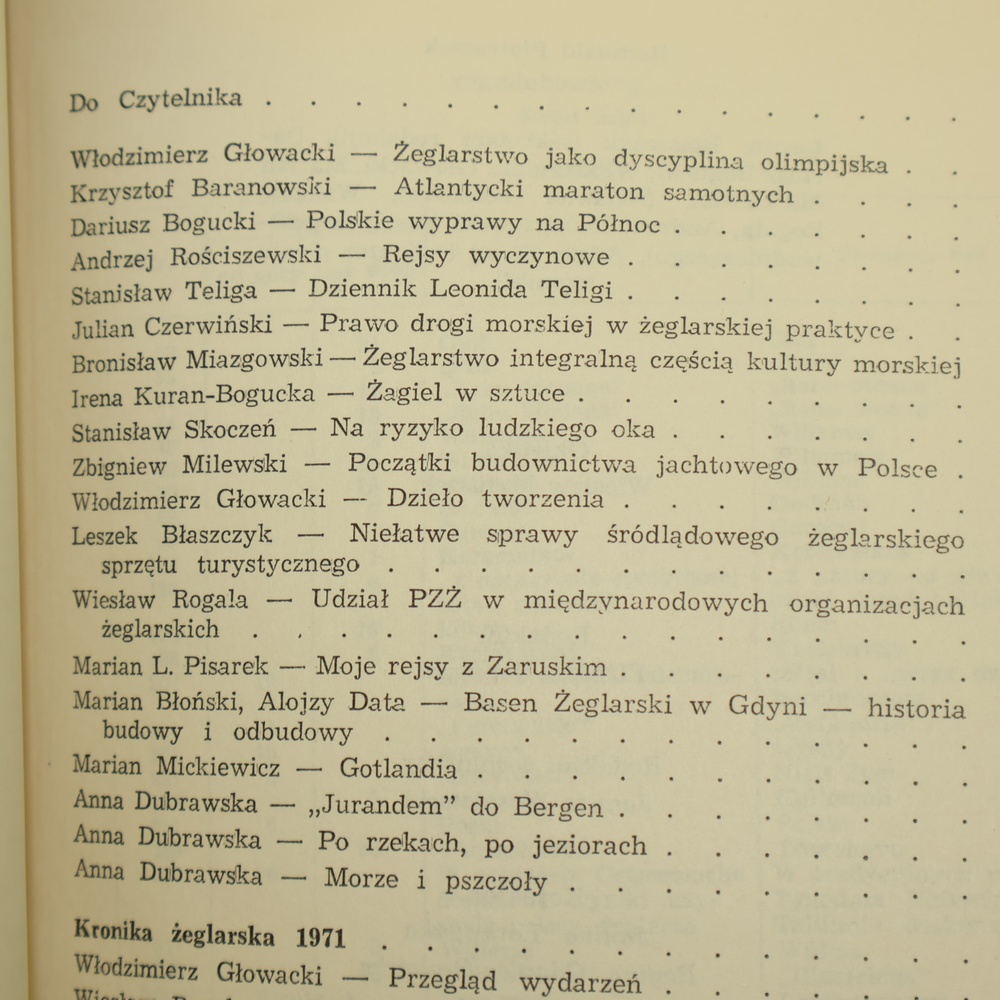 Do Czytelnika . . . . . . . . . . . . . . . .
Włodzimierz Głowacki — Żeglarstwo jako dyscyplina olimpijska . .
Krzysztof Baranowski — Atlantycki maraton samotnych . . . .
Dariusz Bogucki — Polskie wyprawy na Północ . . . . . . .
Andrzej Rościszewski — Rejsy wyczynowe . . . . . . . .
Stanisław Teliga — Dziennik Leonida Teligi . . . . . . . .
Julian Czerwiński — Prawo drogi morskiej w żeglarskiej praktyce . .
Bronisław Miazgowski — Żeglarstwo integralną częścią kultury morskiej
Irena Kuran-Bogucka — Żagiel w sztuce . . . . . . . . .
Stanisław Skoczeń — Na ryzyko ludzkiego oka . . . . . . .
Zbigniew Milewski — Początki budownictwa jachtowego w Polsce .
Włodzimierz Głowacki — Dzieło tworzenia . . . . . . . .
Leszek Błaszczyk — Niełatwe sprawy śródlądowego żeglarskiego
sprzętu turystycznego . . . . . . . . . . . . .
Wiesław Rogala — Udział PZŻ w międzynarodowych organizacjach
żeglarskich . . . . . . . . . . . . . . . .
Marian L. Pisarek — Moje rejsy z Zaruskim . . . . . . . .
Marian Błoński, Alojzy Data — Basen Żeglarski w Gdyni — historia
budowy i odbudowy . . . . . . . . . . . . .
Marian Mickiewicz — Gotlandia . . . . . . . . . . .
Anna Dubrawska — „Jurandem” do Bergen . . . . . . . .
Anna Dubrawska — Po rzekach, po jeziorach . . . . . . .
Anna Dubrawska — Morze i pszczoły . . . . . . . . .
Kronika żeglarska 1971 . . . . . . . . . . . . .
Włodzimierz Głowacki — Przegląd wydarzeń . . . . . . .
Wiesław